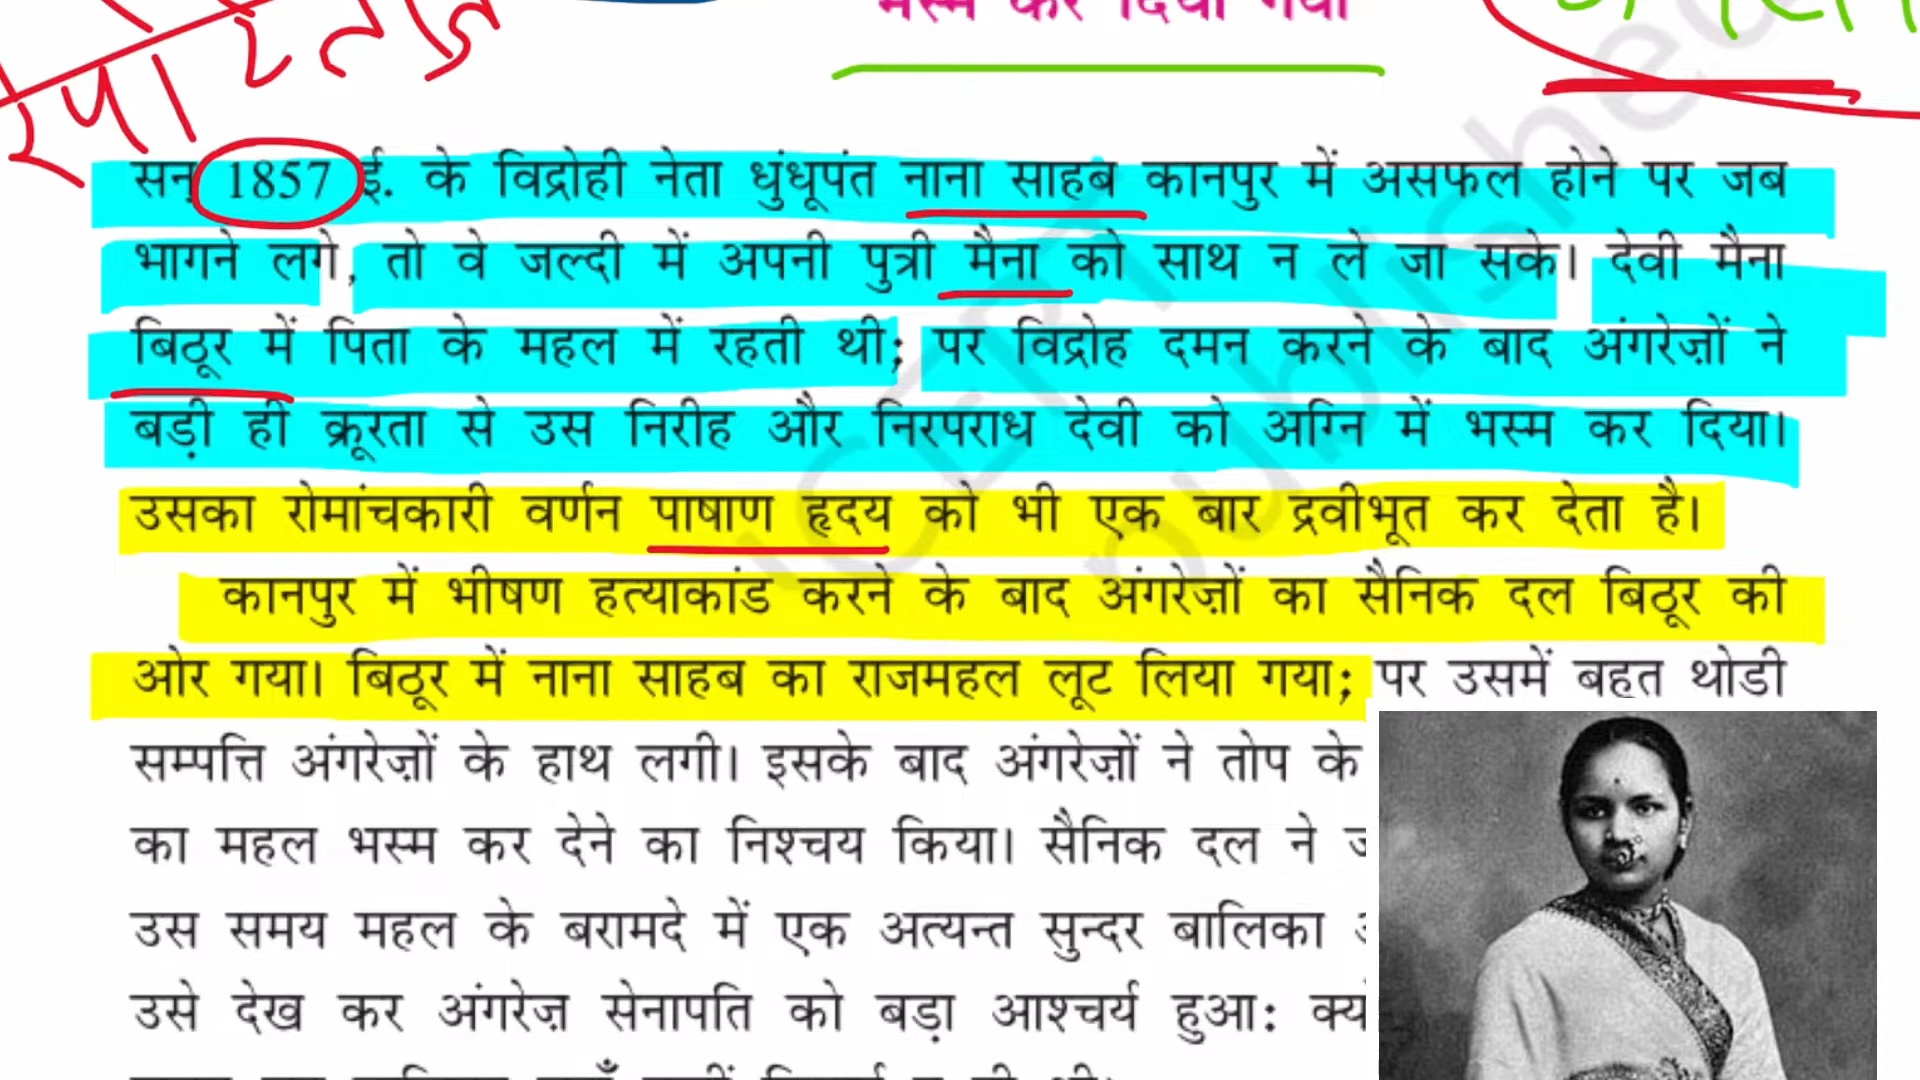 भस्म कर दिया गया
रिपोर्ताज
सन् 1857 ई. के विद्रोही नेता धुंधूपंत नाना साहब कानपुर में असफल होने पर जब
भागने लगे, तो वे जल्दी में अपनी पुत्री मैना को साथ न ले जा सके। देवी मैना
बिठूर में पिता के महल में रहती थी; पर विद्रोह दमन करने के बाद अंगरेज़ों ने
बड़ी ही क्रूरता से उस निरीह और निरपराध देवी को अग्नि में भस्म कर दिया।
उसका रोमांचकारी वर्णन पाषाण हृदय को भी एक बार द्रवीभूत कर देता है।
कानपुर में भीषण हत्याकांड करने के बाद अंगरेज़ों का सैनिक दल बिठूर की
ओर गया। बिठूर में नाना साहब का राजमहल लूट लिया गया; पर उसमें बहुत थोडी
सम्पत्ति अंगरेज़ों के हाथ लगी। इसके बाद अंगरेज़ों ने तोप के
का महल भस्म कर देने का निश्चय किया। सैनिक दल ने
उस समय महल के बरामदे में एक अत्यन्त सुन्दर बालिका
उसे देख कर अंगरेज़ सेनापति को बड़ा आश्चर्य हुआ: